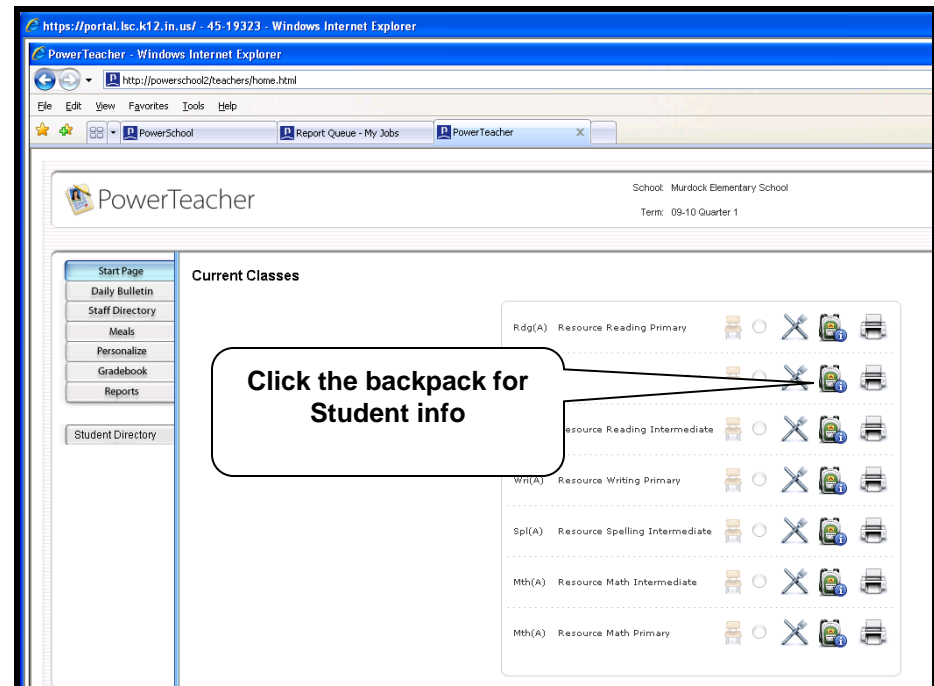 https://portal.lsc.k12.in.us/ - 45-19323 - Windows Internet Explorer
PowerTeacher - Windows Internet Explorer
http://powerschool2/teachers/home.html
File Edit View Favorites Tools Help
PowerSchool Report Queue - My Jobs PowerTeacher X
PowerTeacher
School: Murdock Elementary School
Term: 09-10 Quarter 1
Start Page
Daily Bulletin
Staff Directory
Meals
Personalize
Gradebook
Reports
Student Directory
Current Classes
Rdg(A) Resource Reading Primary
Click the backpack for
Student info
esource Reading Intermediate
Wri(A) Resource Writing Primary
Spl(A) Resource Spelling Intermediate
Mth(A) Resource Math Intermediate
Mth(A) Resource Math Primary